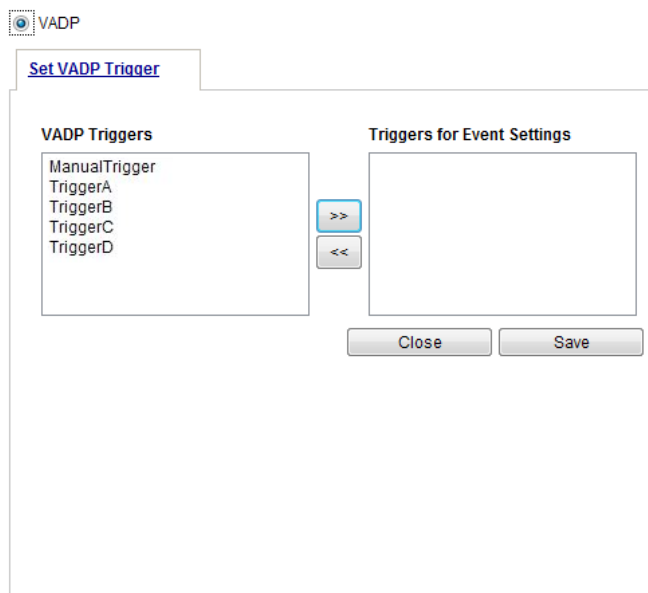 VADP
Set VADP Trigger
VADP Triggers
Triggers for Event Settings
ManualTrigger
TriggerA
TriggerB
TriggerC
TriggerD
>>
<<
Close
Save